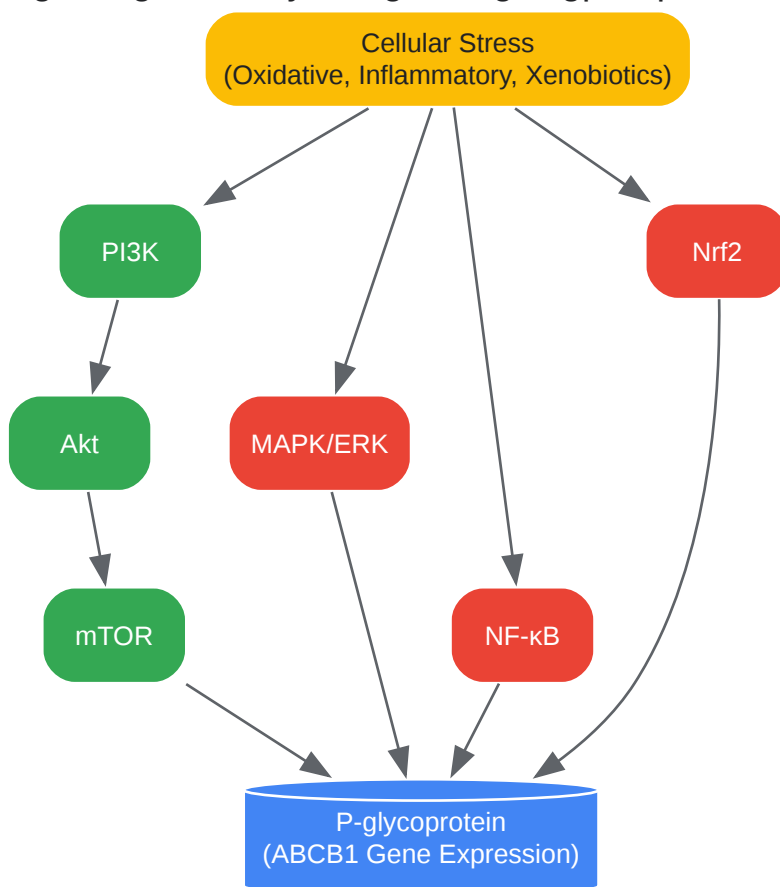 Cellular Stress
(Oxidative, Inflammatory, Xenobiotics)
PI3K
Nrf2
Akt
MAPK/ERK
mTOR
NF-κB
P-glycoprotein
(ABCB1 Gene Expression)